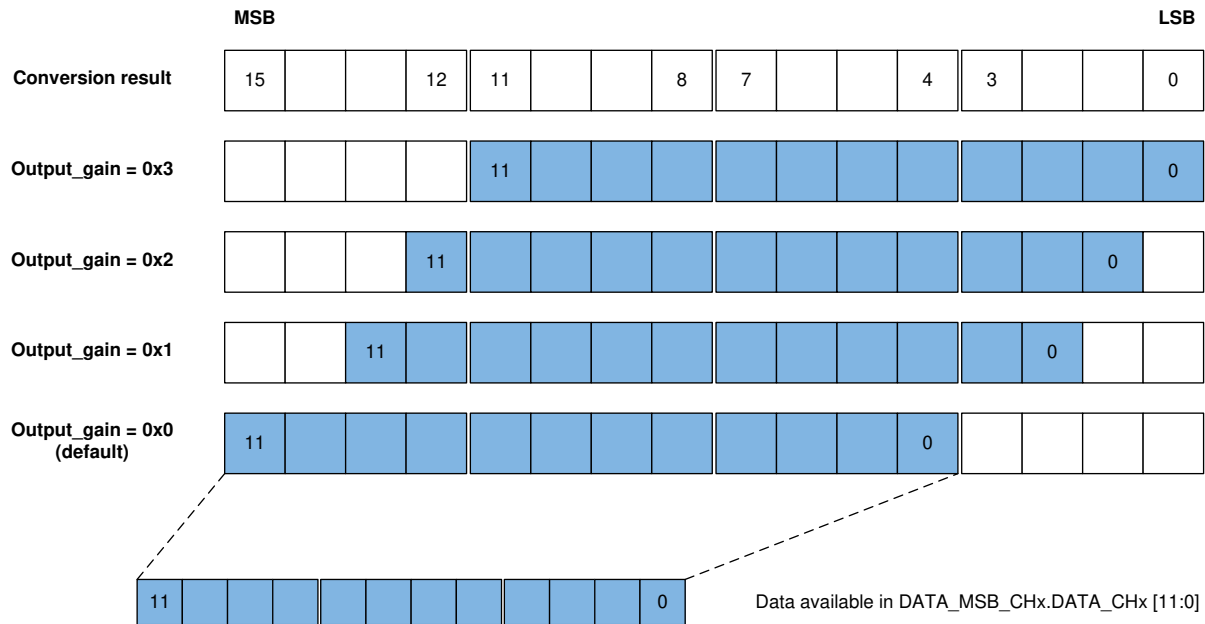 MSB LSB
Conversion result 15 12 11 8 7 4 3 0
Output_gain = 0x3 11 0
Output_gain = 0x2 11 0
Output_gain = 0x1 11 0
Output_gain = 0x0
(default) 11 0
11 0 Data available in DATA_MSB_CHx.DATA_CHx [11:0]